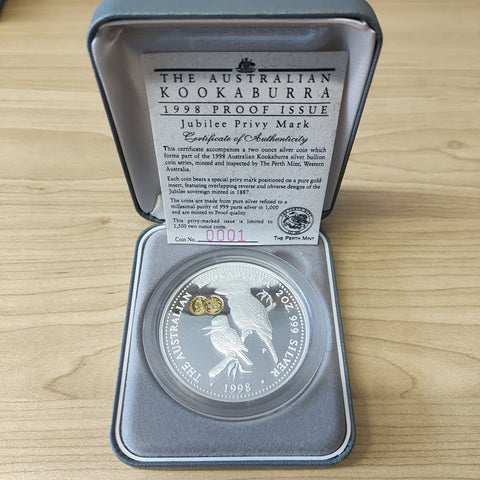 THE AUSTRALIAN
KOOKABURRA
1998 PROOF ISSUE
Jubilee Privy Mark
Certificate of Authenticity
This certificate accompanies a two ounce silver coin which
forms part of the 1998 Australian Kookaburra silver bullion
coin series, minted and inspected by The Perth Mint, Western
Australia.
Each coin bears a special privy mark positioned on a pure gold
insert, featuring overlapping reverse and obverse designs of the
Jubilee sovereign minted in 1887.
The coins are made from pure silver refined to a
millesimal purity of 999 parts silver in 1,000
and are minted to Proof quality.
This privy-marked issue is limited to
1,500 two ounce coins.
Coin No. 0001
THE PERTH MINT
THE AUSTRALIAN KOOKABURRA 2 OZ. 999 SILVER
P
1998